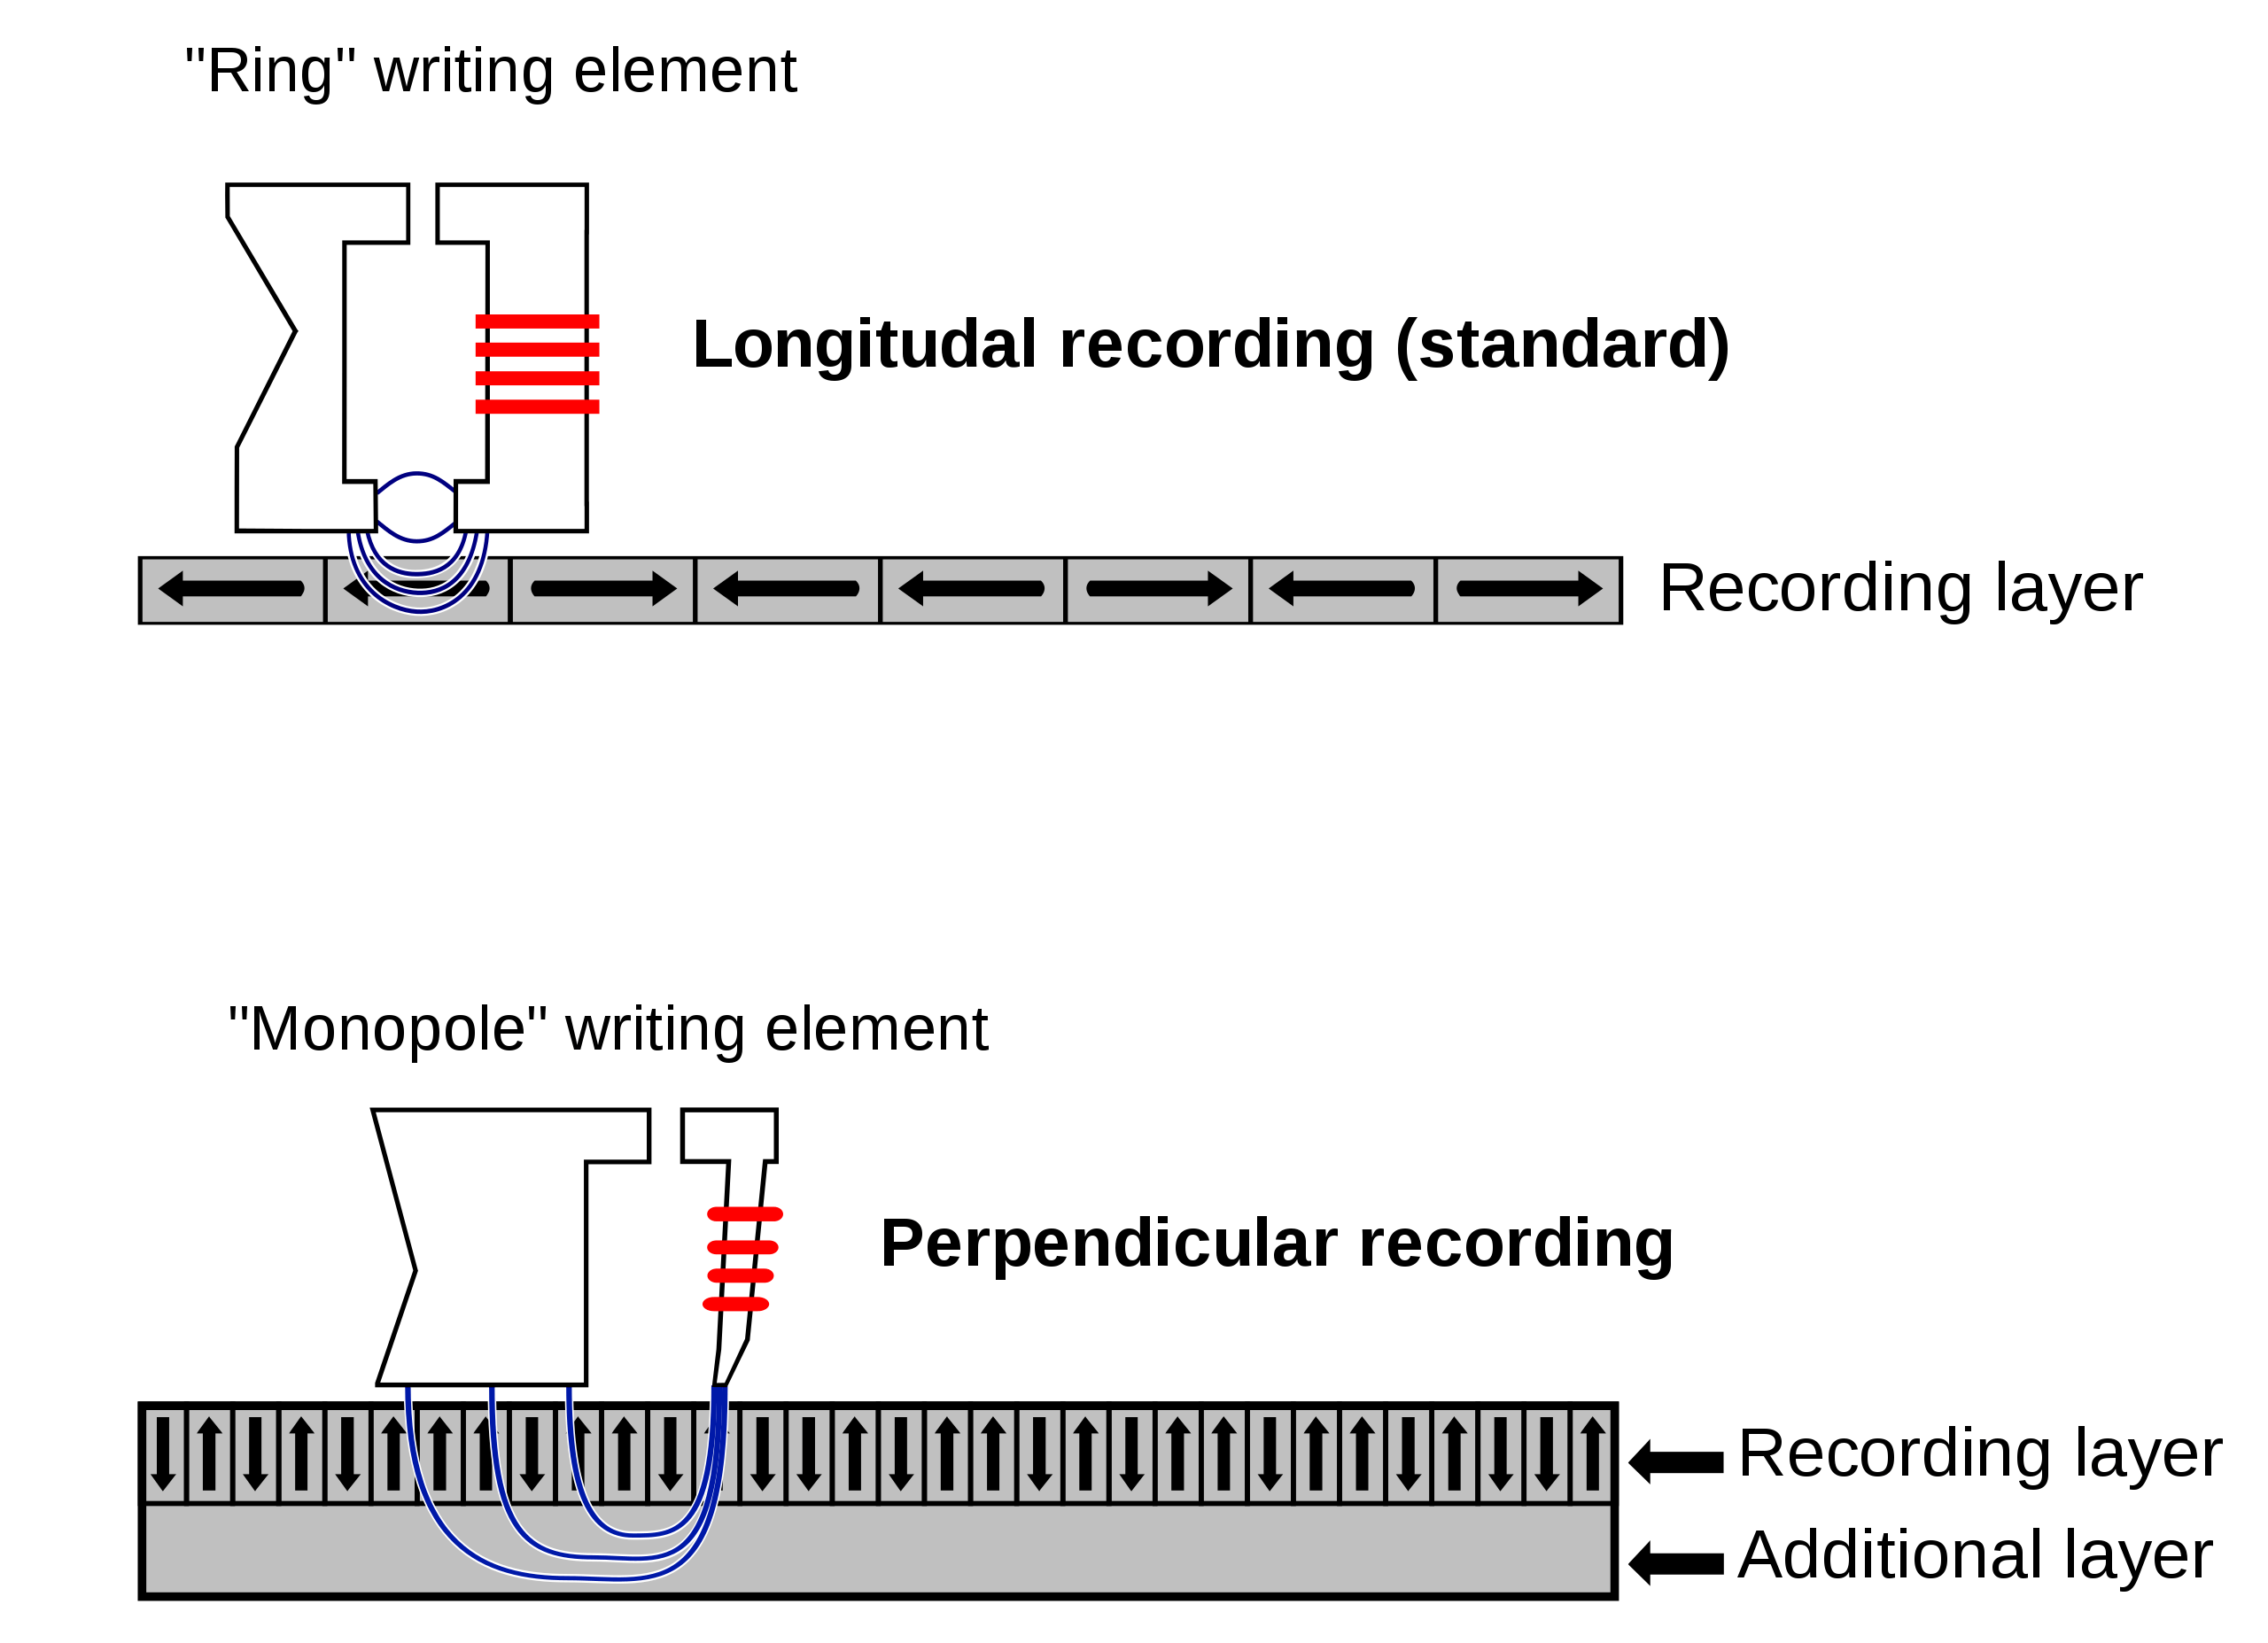 "Ring" writing element
Longitudal recording (standard)
Recording layer
"Monopole" writing element
Perpendicular recording
Recording layer
Additional layer